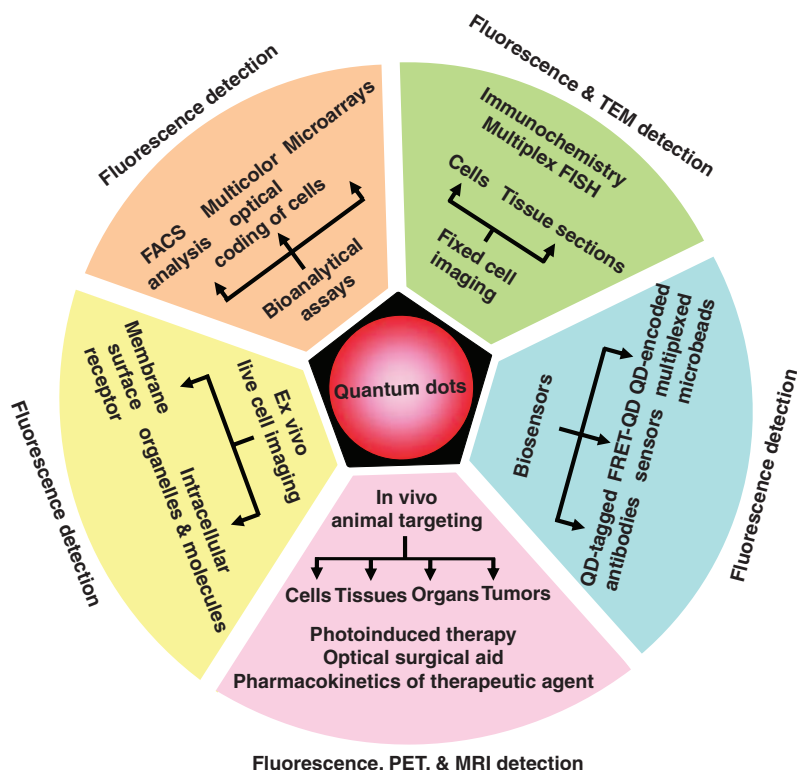 Fluorescence detection
FACS
analysis
Multicolor
optical
coding of cells
Microarrays
Bioanalytical
assays
Fluorescence & TEM detection
Immunochemistry
Multiplex FISH
Cells
Tissue sections
Fixed cell
imaging
Quantum dots
Fluorescence detection
Biosensors
QD-encoded
multiplexed
microbeads
FRET-QD
sensors
QD-tagged
antibodies
Fluorescence detection
Membrane
surface
receptor
Ex vivo
live cell imaging
Intracellular
organelles & molecules
In vivo
animal targeting
Cells Tissues Organs Tumors
Photoinduced therapy
Optical surgical aid
Pharmacokinetics of therapeutic agent
Fluorescence, PET, & MRI detection